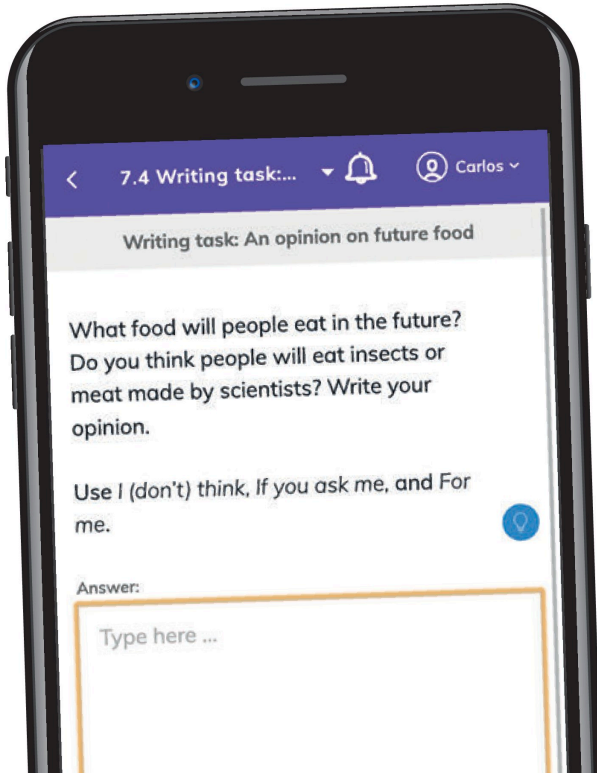 7.4 Writing task:...
Carlos
Writing task: An opinion on future food
What food will people eat in the future?
Do you think people will eat insects or
meat made by scientists? Write your
opinion.
Use I (don't) think, If you ask me, and For
me.
Answer:
Type here ...